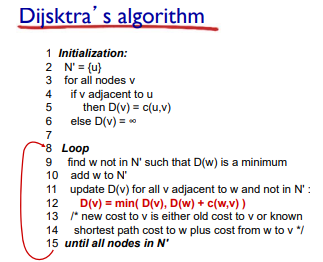 Dijsktra's algorithm
1 Initialization:
2 N' = {u}
3 for all nodes v
4 if v adjacent to u
5 then D(v) = c(u,v)
6 else D(v) = ∞
7
8 Loop
9 find w not in N' such that D(w) is a minimum
10 add w to N'
11 update D(v) for all v adjacent to w and not in N' :
12 D(v) = min( D(v), D(w) + c(w,v) )
13 /* new cost to v is either old cost to v or known
14 shortest path cost to w plus cost from w to v */
15 until all nodes in N'